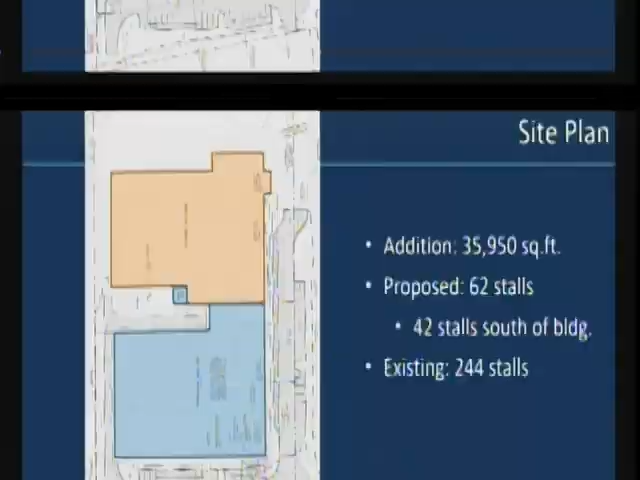 Site Plan
• Addition: 35,950 sq.ft.
• Proposed: 62 stalls
• 42 stalls south of bldg.
• Existing: 244 stalls